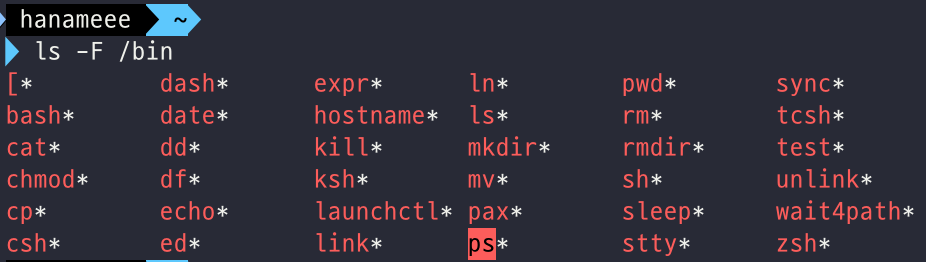 hanameee ~
ls -F /bin
[* dash* expr* ln* pwd* sync*
bash* date* hostname* ls* rm* tcsh*
cat* dd* kill* mkdir* rmdir* test*
chmod* df* ksh* mv* sh* unlink*
cp* echo* launchctl* pax* sleep* wait4path*
csh* ed* link* ps* stty* zsh*